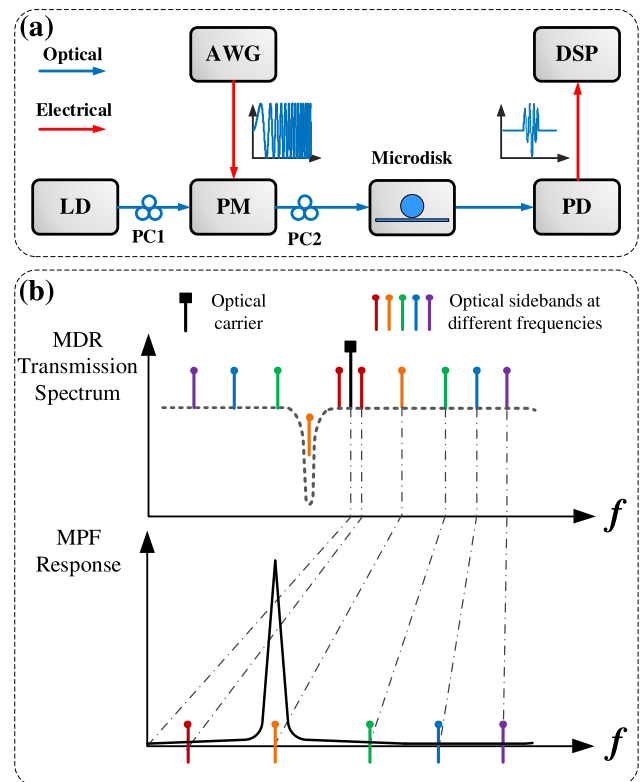 (a)
Optical
AWG
DSP
Electrical
Microdisk
LD
PM
PD
PC1
PC2
(b)
Optical
carrier
Optical sidebands at
different frequencies
MDR
Transmission
Spectrum
f
MPF
Response
f